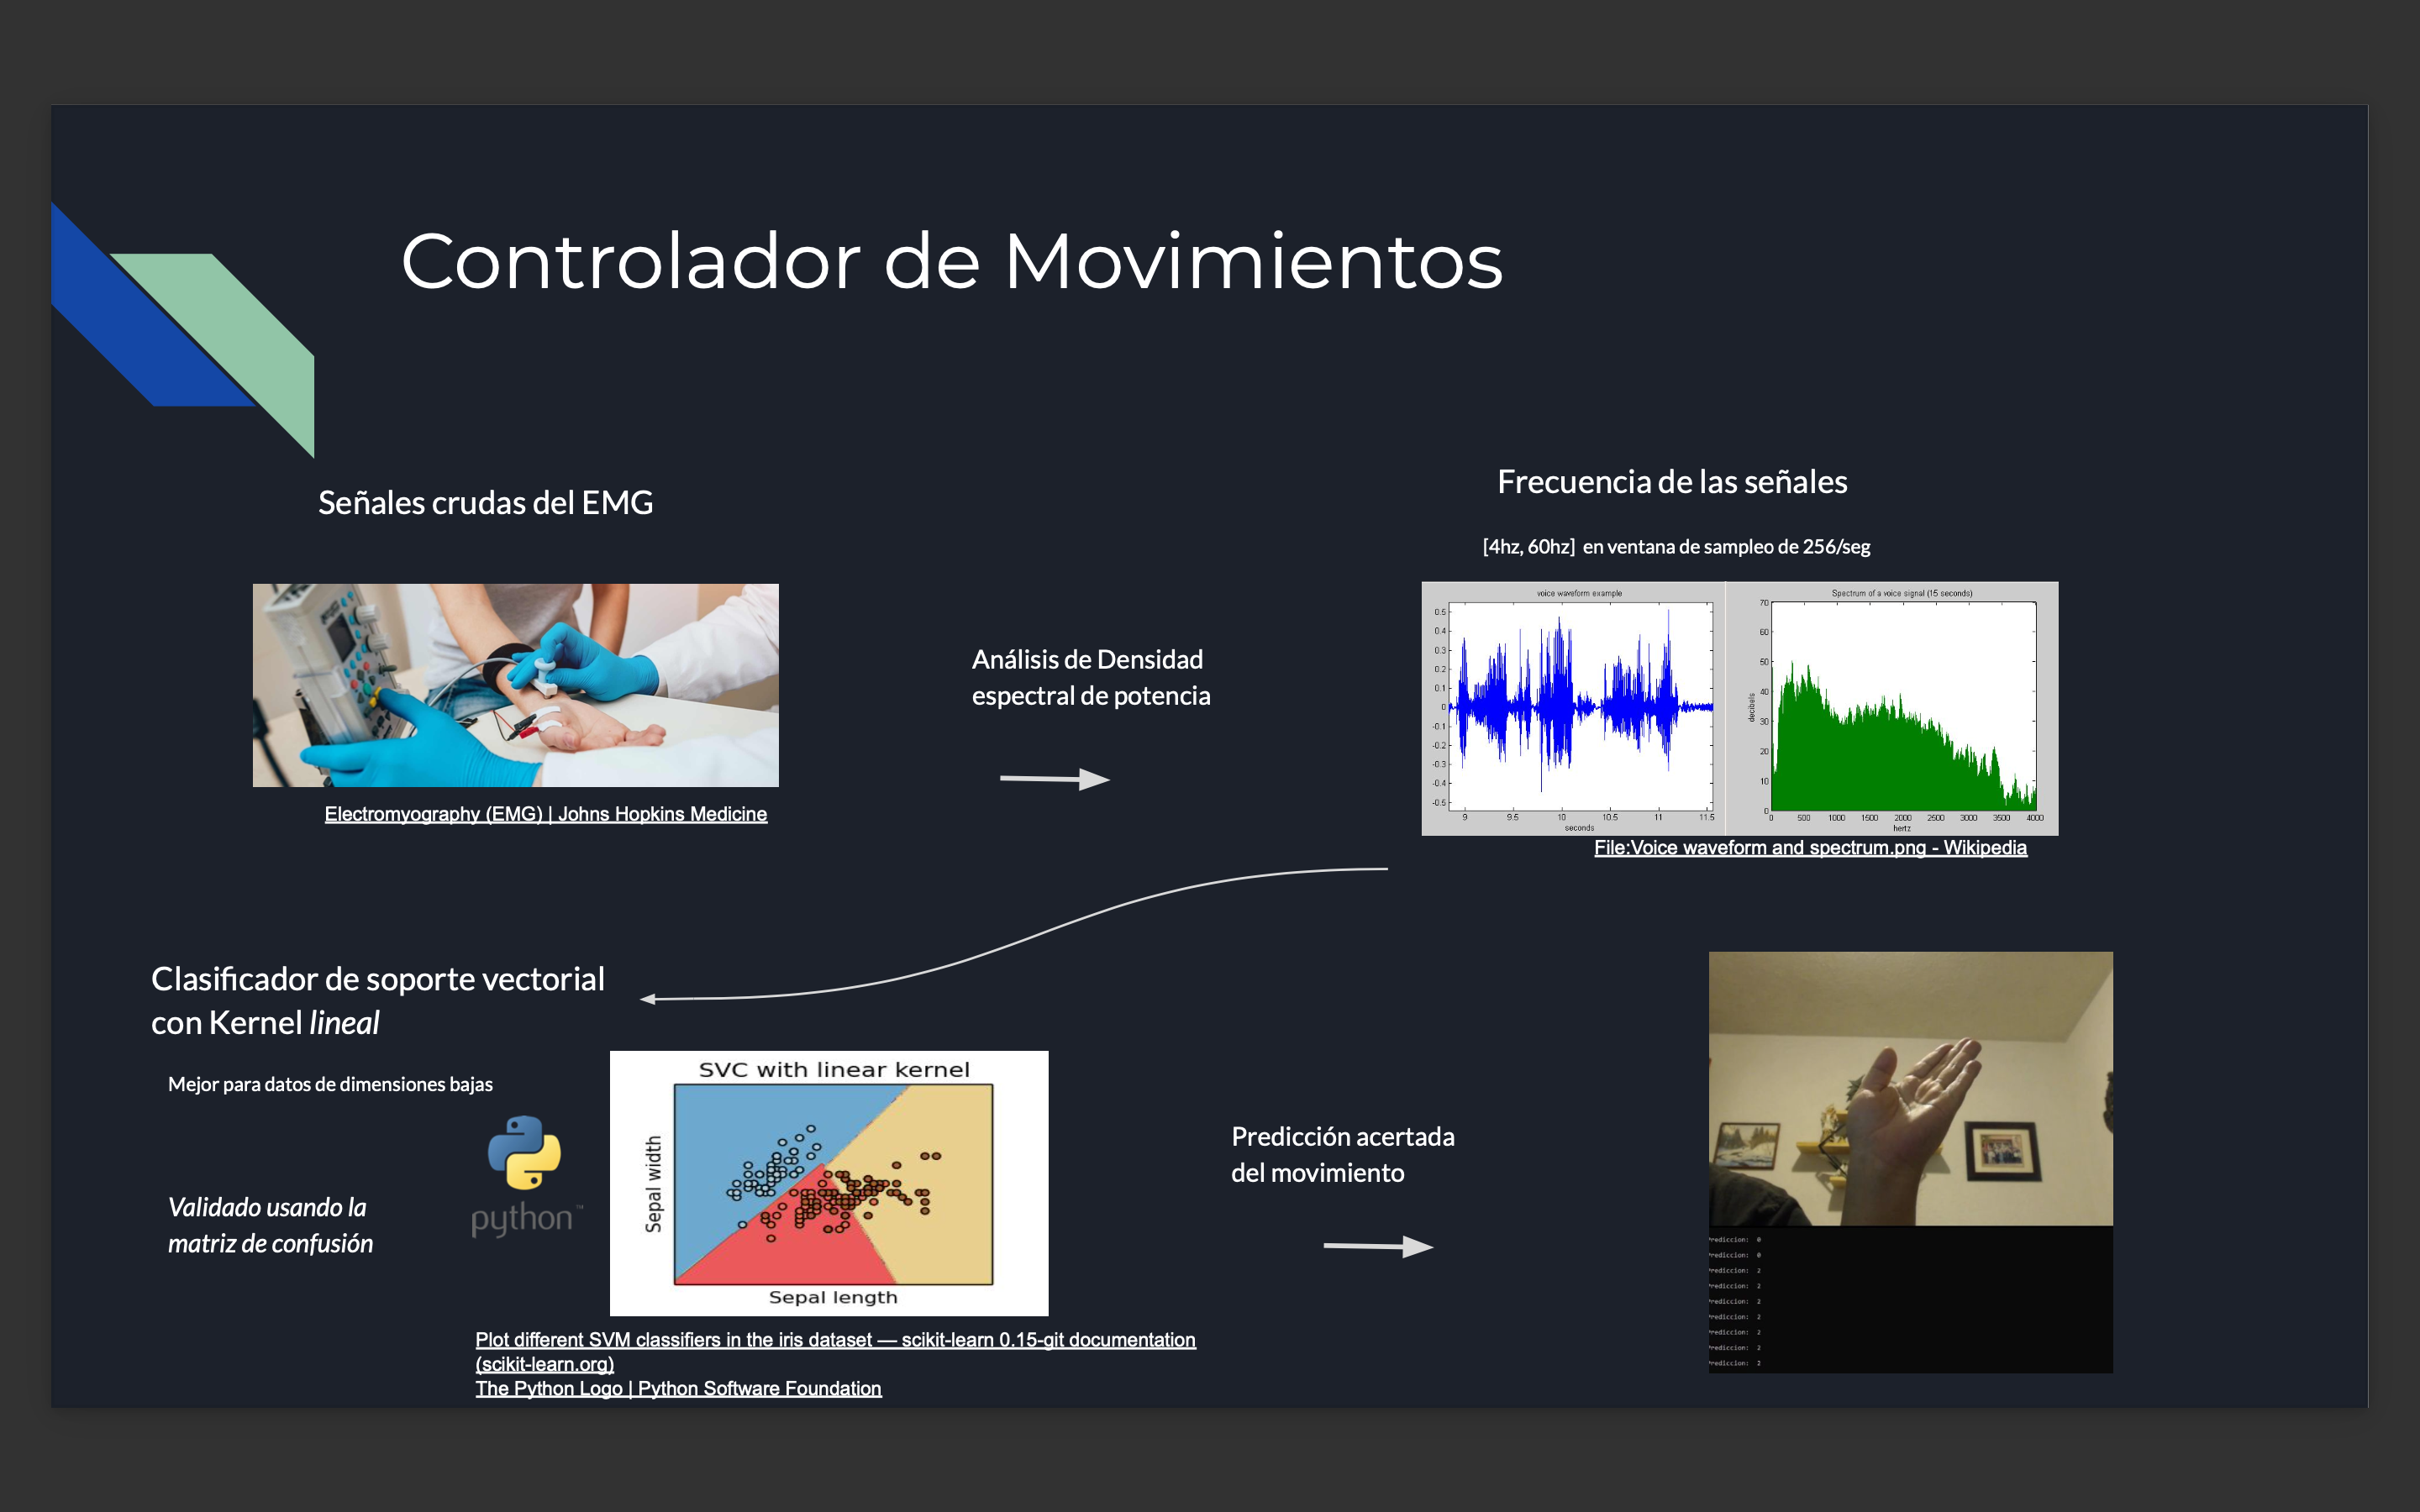 Controlador de Movimientos
Señales crudas del EMG
Electromyography (EMG) | Johns Hopkins Medicine
Análisis de Densidad
espectral de potencia
Frecuencia de las señales
[4hz, 60hz] en ventana de sampleo de 256/seg
voice waveform example
0.5
0.4
0.3
0.2
0.1
0
-0.1
-0.2
-0.3
-0.4
-0.5
9 9.5 10 10.5 11 11.5
seconds
Spectrum of a voice signal (15 seconds)
decibels
70
60
50
40
30
20
10
0
0 500 1000 1500 2000 2500 3000 3500 4000
hertz
File:Voice waveform and spectrum.png - Wikipedia
Clasificador de soporte vectorial
con Kernel lineal
Mejor para datos de dimensiones bajas
python™
Validado usando la
matriz de confusión
SVC with linear kernel
Sepal width
Sepal length
Plot different SVM classifiers in the iris dataset — scikit-learn 0.15-git documentation
(scikit-learn.org)
The Python Logo | Python Software Foundation
Predicción acertada
del movimiento
Prediccion: 0
Prediccion: 0
Prediccion: 2
Prediccion: 2
Prediccion: 2
Prediccion: 2
Prediccion: 2
Prediccion: 2
Prediccion: 2